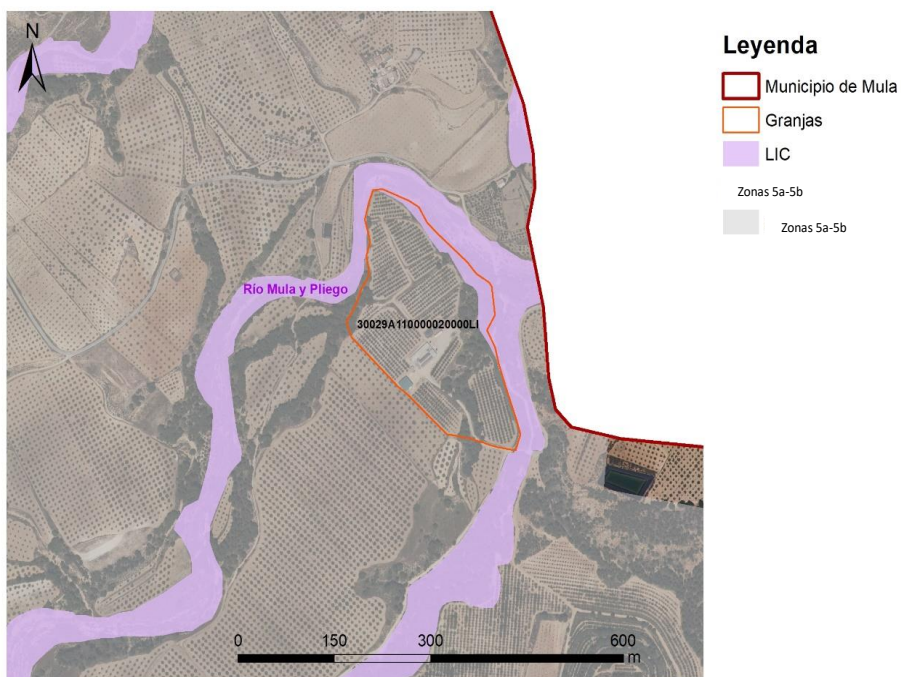 N
Río Mula y Pliego
30029A110000020000LI
0 150 300 600
m
Leyenda
Municipio de Mula
Granjas
LIC
Zonas 5a-5b
Zonas 5a-5b